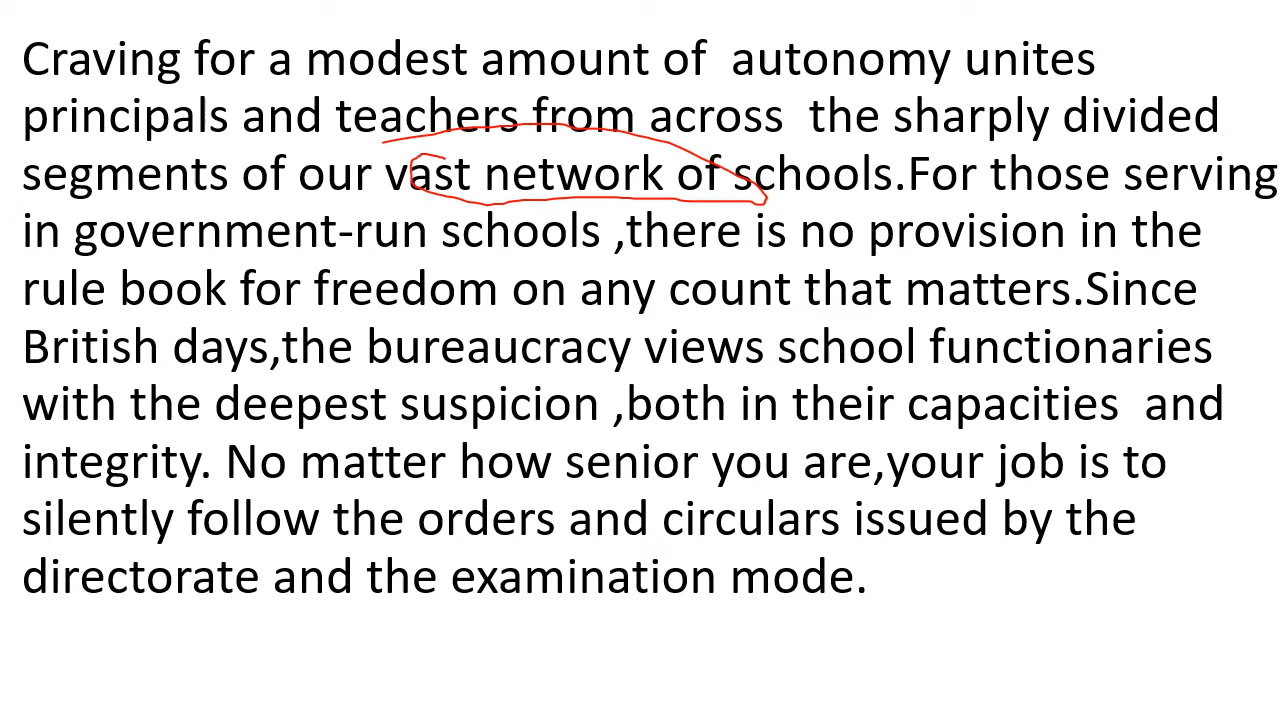 Craving for a modest amount of  autonomy unites
principals and teachers from across  the sharply divided
segments of our vast network of schools.For those serving
in government-run schools ,there is no provision in the
rule book for freedom on any count that matters.Since
British days,the bureaucracy views school functionaries
with the deepest suspicion ,both in their capacities  and
integrity. No matter how senior you are,your job is to
silently follow the orders and circulars issued by the
directorate and the examination mode.